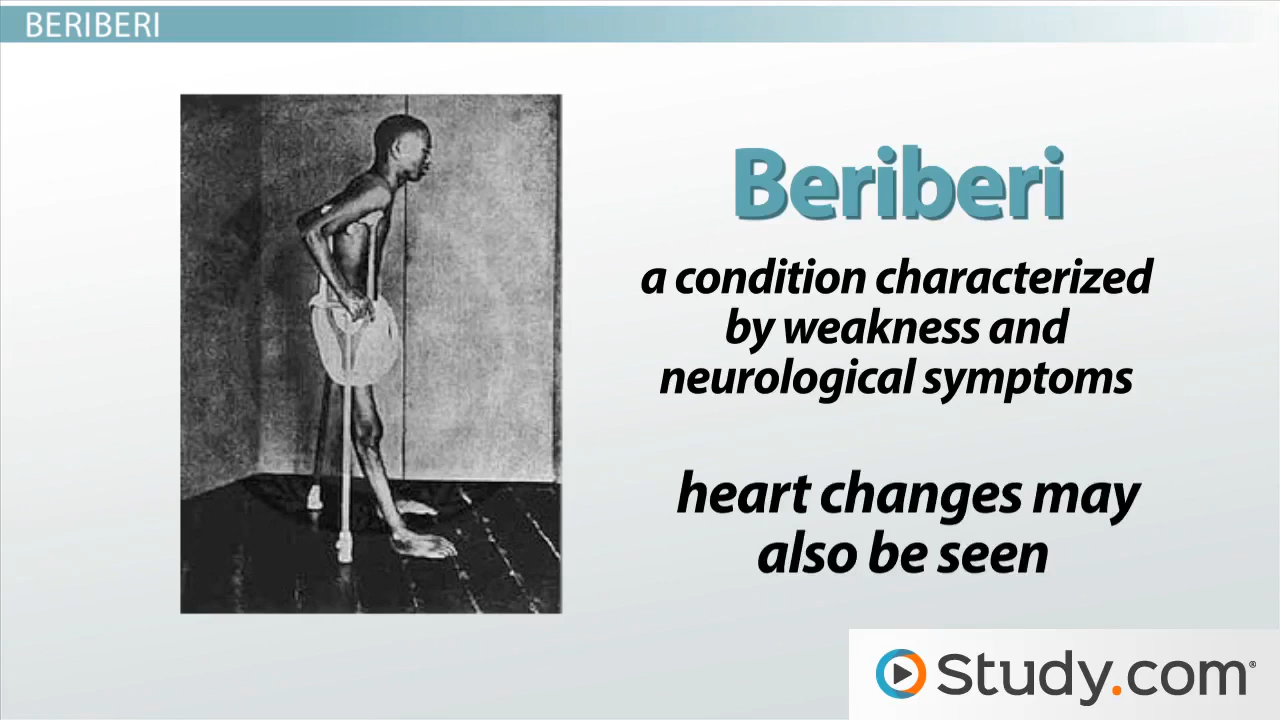 BERIBERI
Beriberi
a condition characterized
by weakness and
neurological symptoms
heart changes may
also be seen
Study.com®